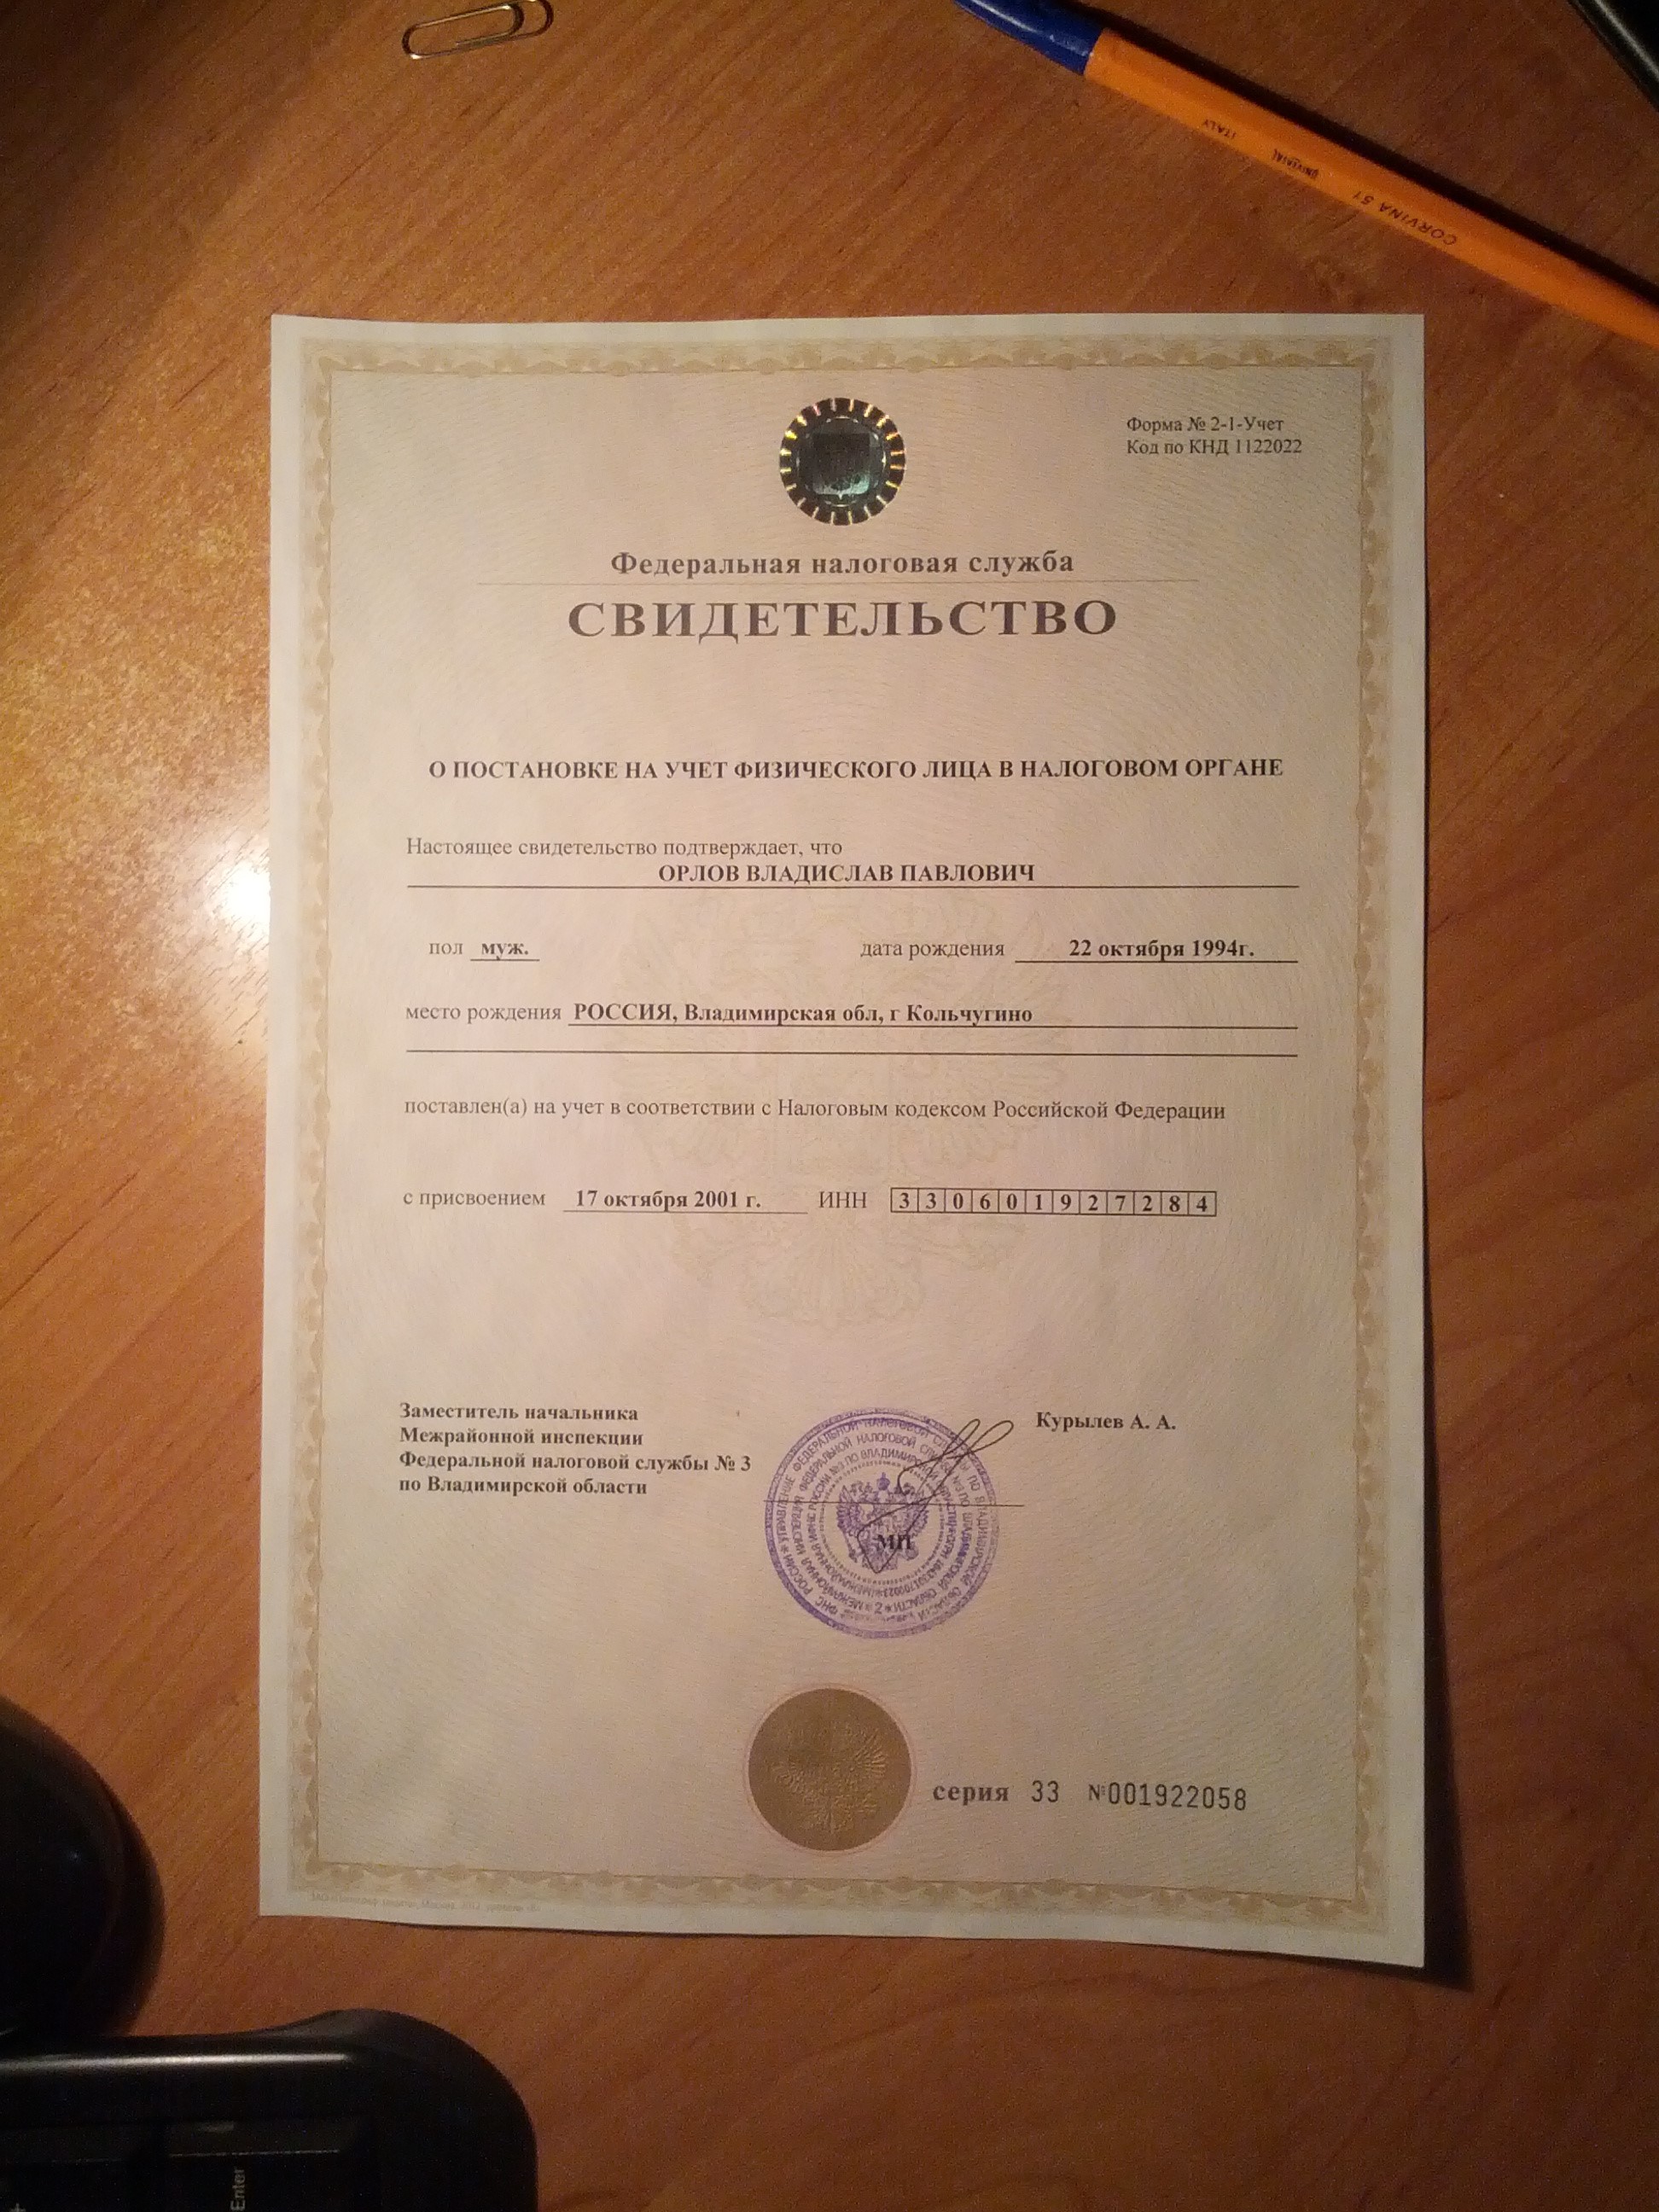 ITALY
UNIVERSAL
CORVINA 51
Форма № 2-1-Учет
Код по КНД 1122022
Федеральная налоговая служба
СВИДЕТЕЛЬСТВО
О ПОСТАНОВКЕ НА УЧЕТ ФИЗИЧЕСКОГО ЛИЦА В НАЛОГОВОМ ОРГАНЕ
Настоящее свидетельство подтверждает, что
ОРЛОВ ВЛАДИСЛАВ ПАВЛОВИЧ
пол муж. дата рождения 22 октября 1994г.
место рождения РОССИЯ, Владимирская обл, г Кольчугино
поставлен(а) на учет в соответствии с Налоговым кодексом Российской Федерации
с присвоением 17 октября 2001 г. ИНН 330601927284
Заместитель начальника
Межрайонной инспекции
Федеральной налоговой службы № 3
по Владимирской области
Курылев А. А.
МП
серия 33 №001922058
Enter